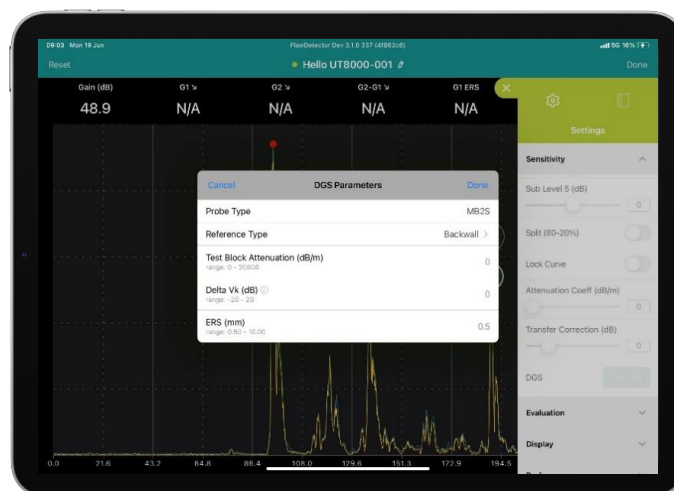 09:03 Mon 19 Jun
FlawDetector Dev 3.1.0 337 (4f862c6)
5G 16%
Reset
Hello UT8000-001
Done
Gain (dB)
G1
G2
G2-G1
G1 ERS
48.9
N/A
N/A
N/A
N/A
Settings
Sensitivity
Sub Level 5 (dB)
0
Split (80-20%)
Lock Curve
Attenuation Coeff (dB/m)
0
Transfer Correction (dB)
0
DGS
Evaluation
Display
Cancel
DGS Parameters
Done
Probe Type
MB2S
Reference Type
Backwall
Test Block Attenuation (dB/m)
0
Delta Vk (dB)
range: -20 - 20
0
ERS (mm)
range: 0.50 - 10.00
0.5
0.0
21.6
43.2
64.8
86.4
108.0
129.6
151.3
172.9
194.5